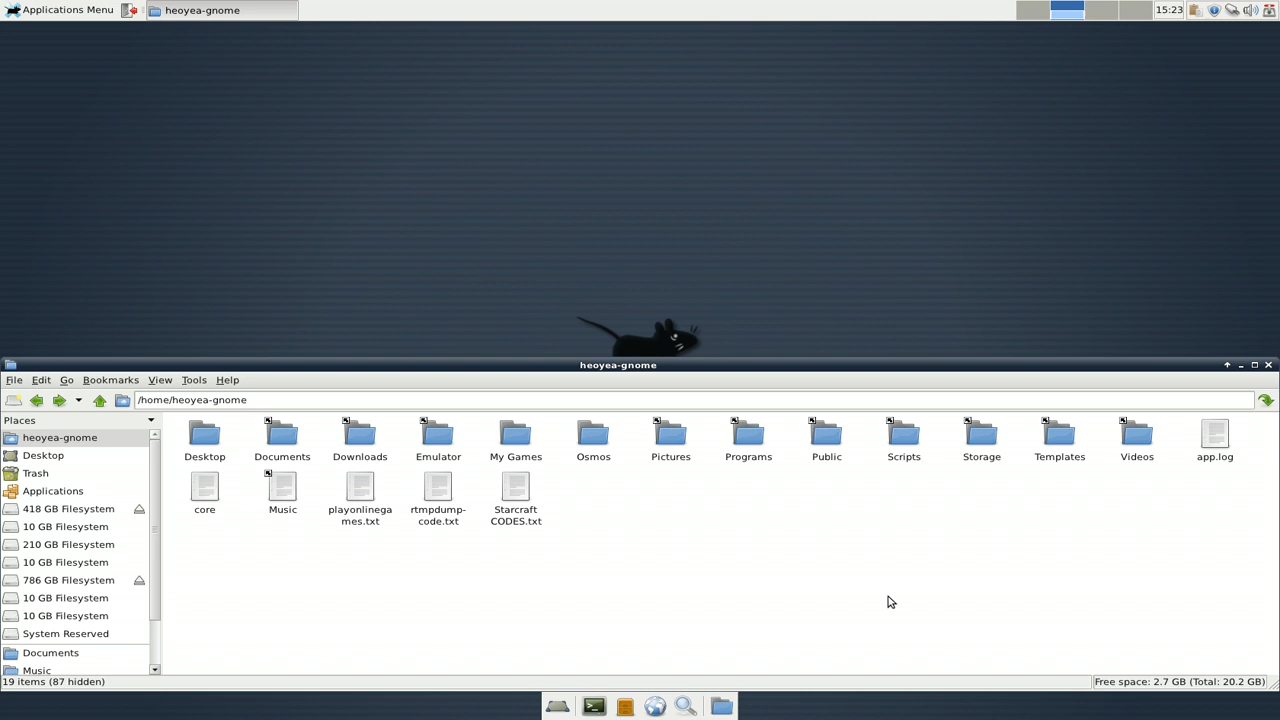 Applications Menu
heoyea-gnome
15:23
heoyea-gnome
File Edit Go Bookmarks View Tools Help
/home/heoyea-gnome
Places
heoyea-gnome
Desktop
Trash
Applications
418 GB Filesystem
10 GB Filesystem
210 GB Filesystem
10 GB Filesystem
786 GB Filesystem
10 GB Filesystem
10 GB Filesystem
System Reserved
Documents
Music
Desktop Documents Downloads Emulator My Games Osmos Pictures Programs Public Scripts Storage Templates Videos app.log
core Music playonlinega rtmpdump- Starcraft
mes.txt code.txt CODES.txt
19 items (87 hidden)
Free space: 2.7 GB (Total: 20.2 GB)